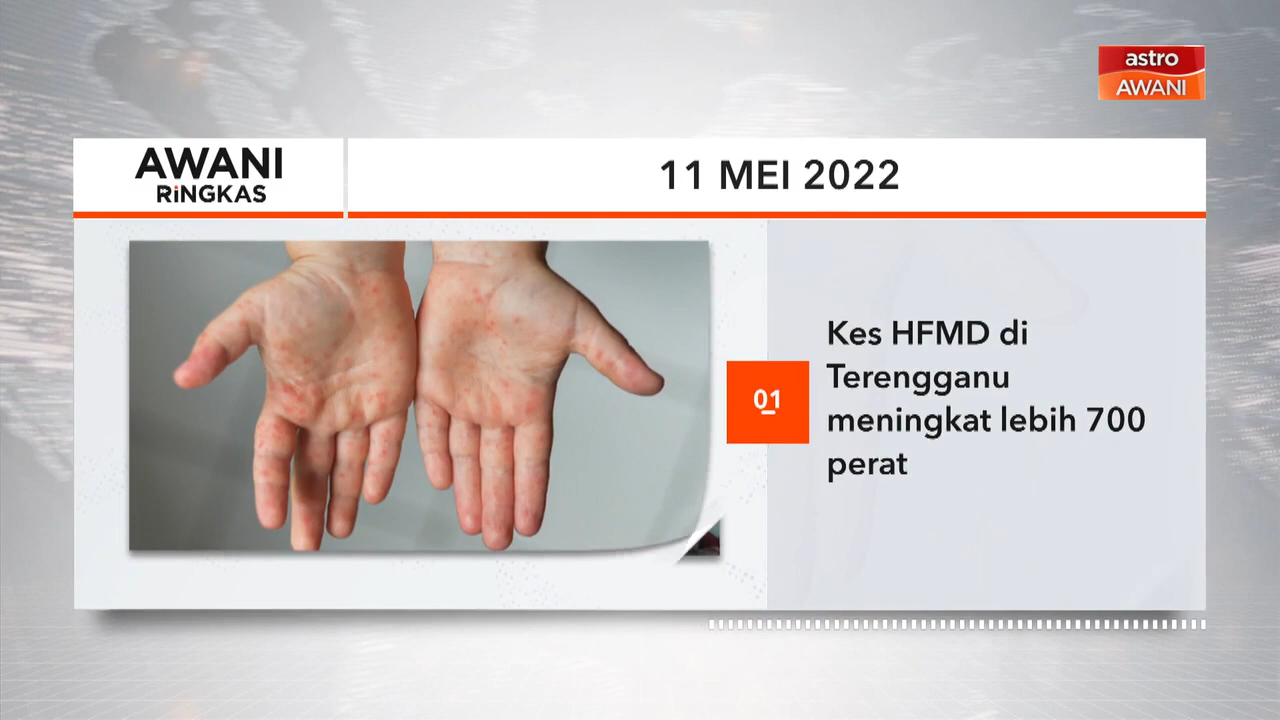 astro
AWANI
AWANI
RiNGKAS
11 MEI 2022
01
Kes HFMD di
Terengganu
meningkat lebih 700
perat